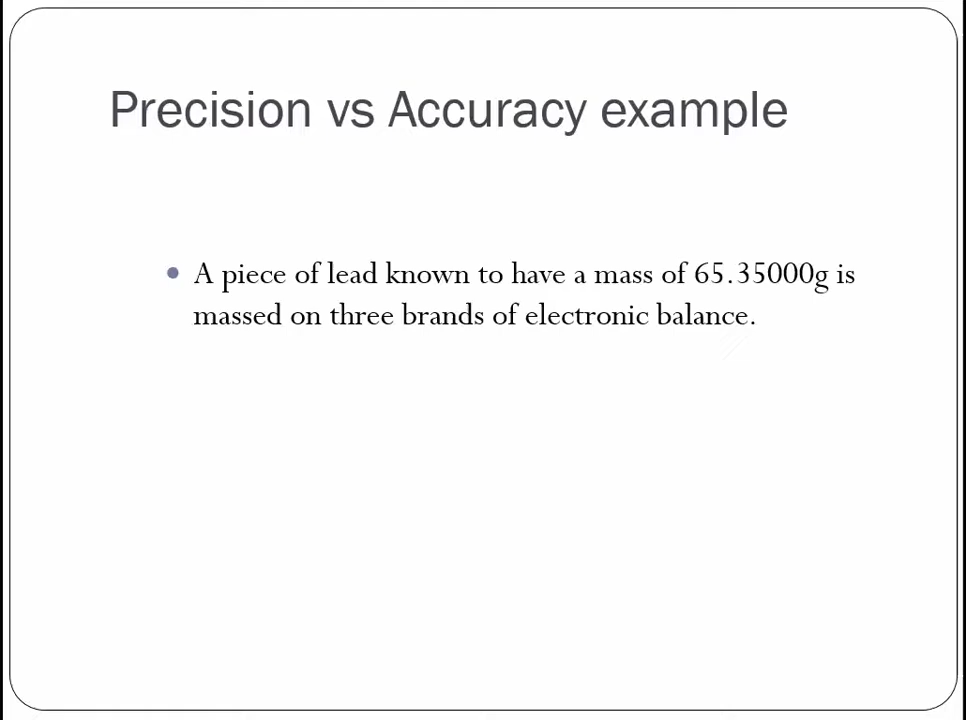 Precision vs Accuracy example
• A piece of lead known to have a mass of 65.35000g is
massed on three brands of electronic balance.